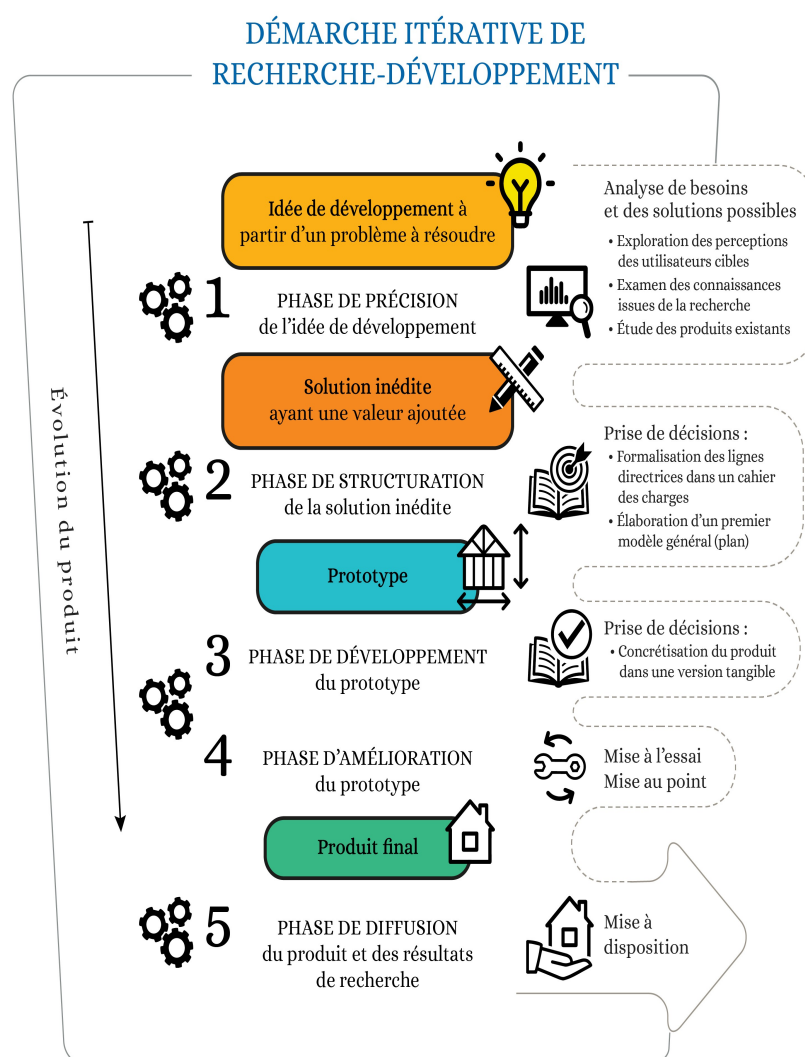 DÉMARCHE ITÉRATIVE DE
RECHERCHE-DÉVELOPPEMENT
Idée de développement à
partir d’un problème à résoudre
Analyse de besoins
et des solutions possibles
• Exploration des perceptions
des utilisateurs cibles
• Examen des connaissances
issues de la recherche
• Étude des produits existants
1
PHASE DE PRÉCISION
de l’idée de développement
Évolution du produit
Solution inédite
ayant une valeur ajoutée
2
PHASE DE STRUCTURATION
de la solution inédite
Prise de décisions :
• Formalisation des lignes
directrices dans un cahier
des charges
• Élaboration d’un premier
modèle général (plan)
Prototype
3
PHASE DE DÉVELOPPEMENT
du prototype
Prise de décisions :
• Concrétisation du produit
dans une version tangible
4
PHASE D’AMÉLIORATION
du prototype
Mise à l’essai
Mise au point
Produit final
5
PHASE DE DIFFUSION
du produit et des résultats
de recherche
Mise à
disposition